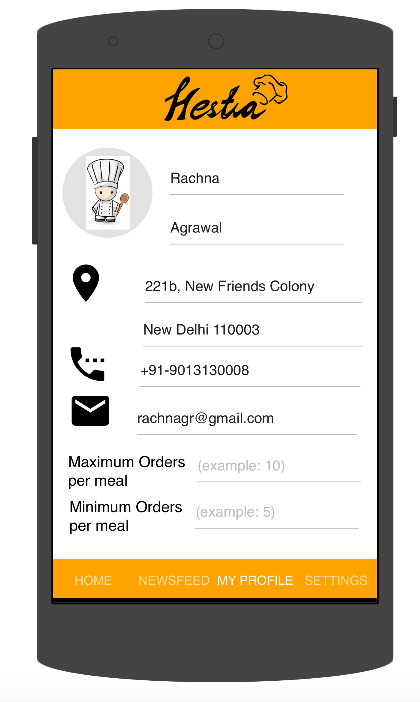 Hestia
Rachna
Agrawal
221b, New Friends Colony
New Delhi 110003
+91-9013130008
rachnagr@gmail.com
Maximum Orders
per meal
(example: 10)
Minimum Orders
per meal
(example: 5)
HOME NEWSFEED MY PROFILE SETTINGS